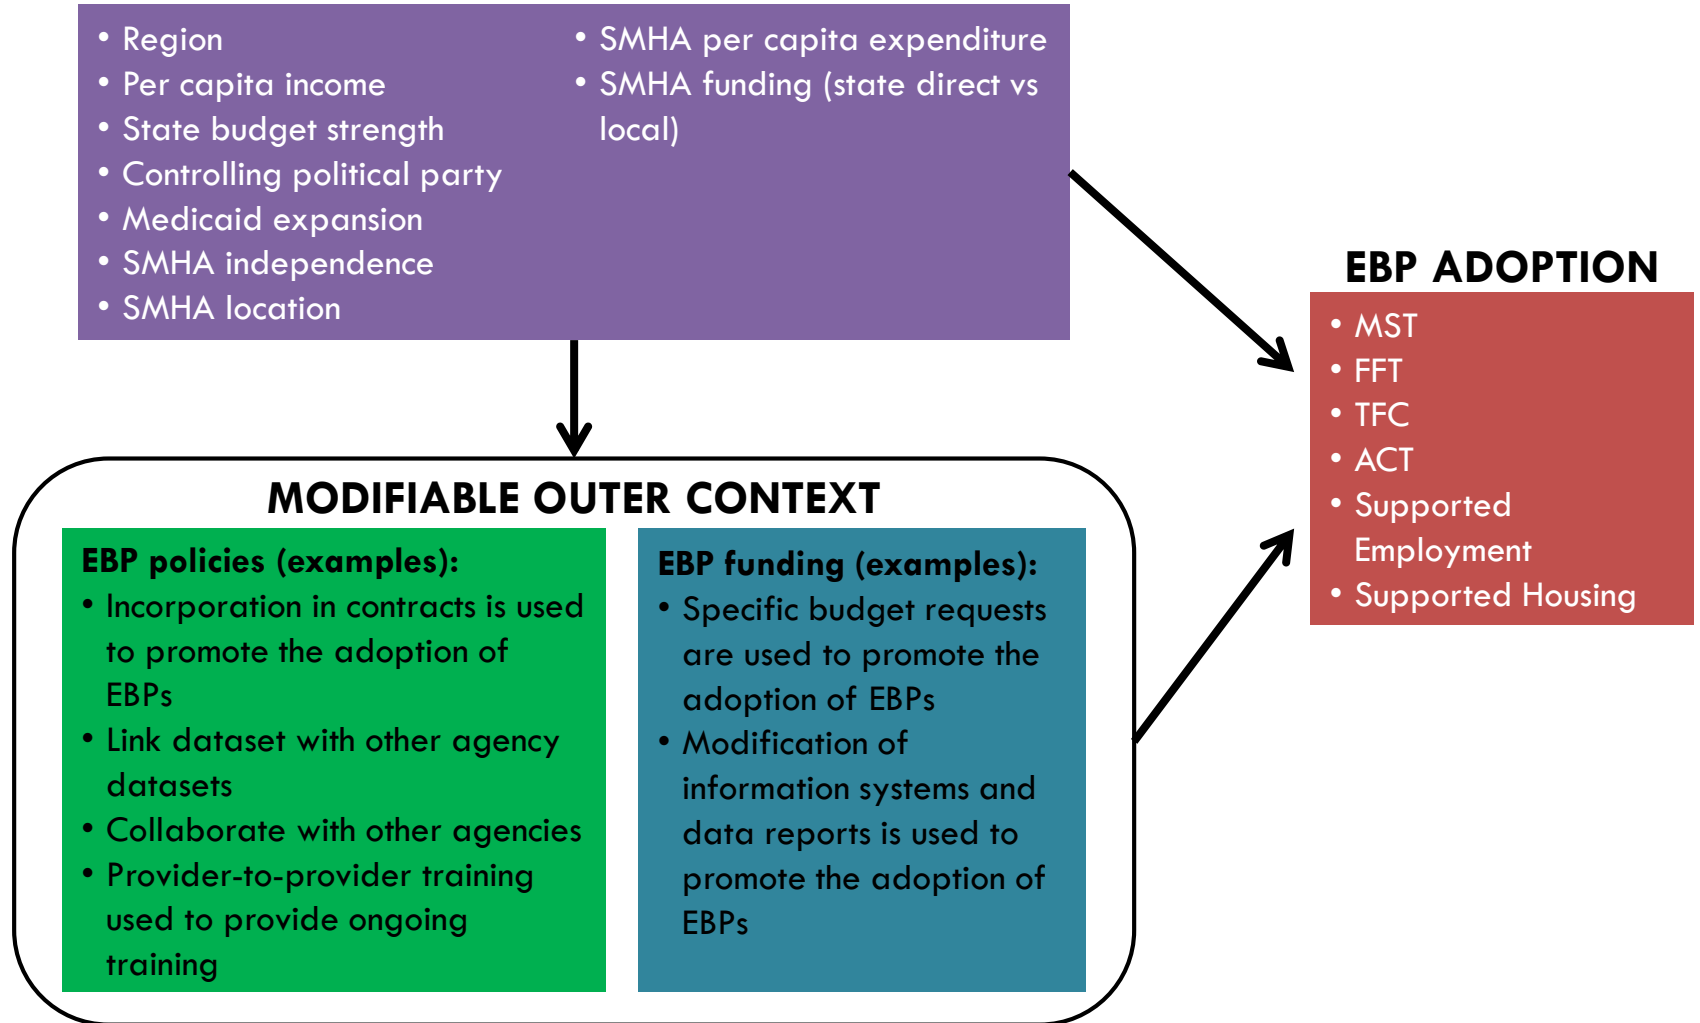 • Region
• Per capita income
• State budget strength
• Controlling political party
• Medicaid expansion
• SMHA independence
• SMHA location
• SMHA per capita expenditure
• SMHA funding (state direct vs
local)
EBP ADOPTION
• MST
• FFT
• TFC
• ACT
• Supported
Employment
• Supported Housing
MODIFIABLE OUTER CONTEXT
EBP policies (examples):
• Incorporation in contracts is used
to promote the adoption of
EBPs
• Link dataset with other agency
datasets
• Collaborate with other agencies
• Provider-to-provider training
used to provide ongoing
training
EBP funding (examples):
• Specific budget requests
are used to promote the
adoption of EBPs
• Modification of
information systems and
data reports is used to
promote the adoption of
EBPs